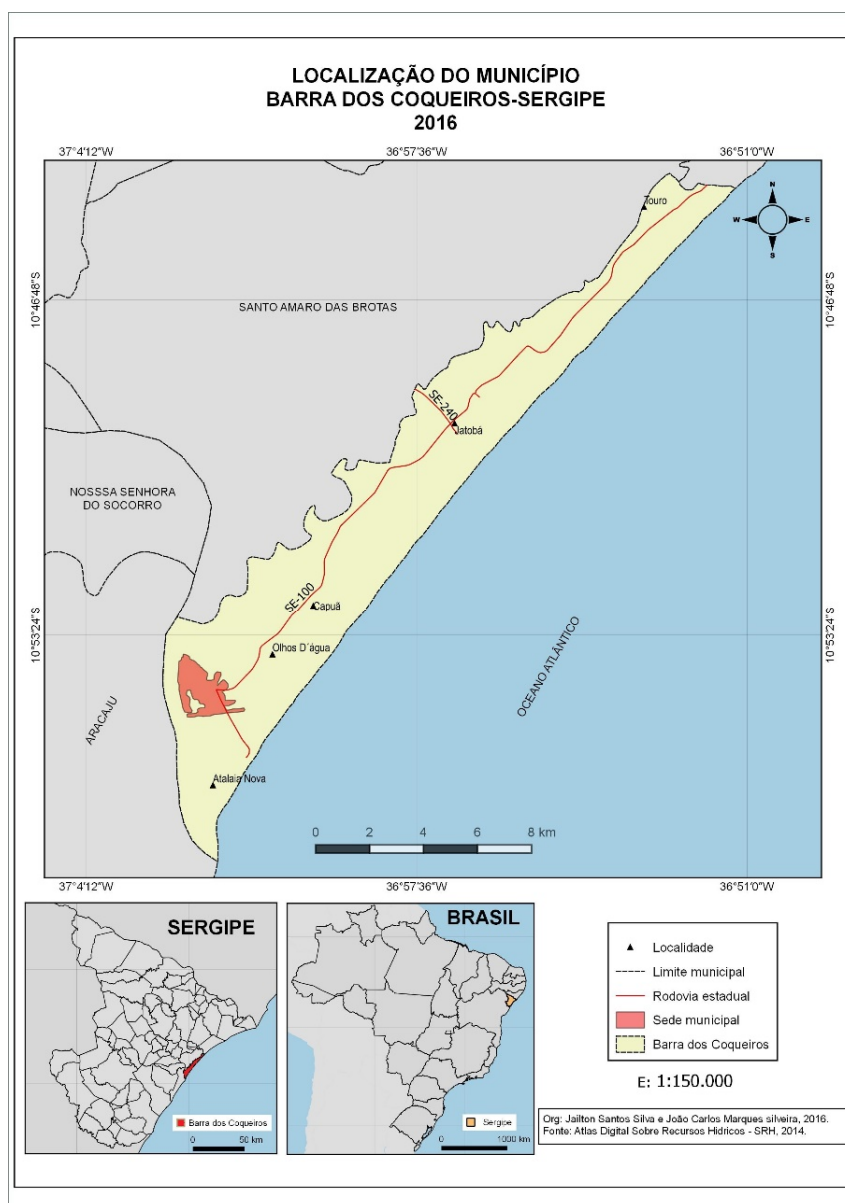 LOCALIZAÇÃO DO MUNICÍPIO
BARRA DOS COQUEIROS-SERGIPE
2016
37°4'12"W
36°57'36"W
36°51'0"W
Touro
N
W
E
S
10°46'48"S
10°46'48"S
SANTO AMARO DAS BROTAS
SE-240
Jatobá
NOSSSA SENHORA
DO SOCORRO
SE-100
Capuã
10°53'24"S
10°53'24"S
Olhos D´água
OCEANO ATLÂNTICO
ARACAJU
Atalaia Nova
0 2 4 6 8 km
37°4'12"W
36°57'36"W
36°51'0"W
SERGIPE
Barra dos Coqueiros
0 50 km
BRASIL
Sergipe
0 1000 km
Localidade
Limite municipal
Rodovia estadual
Sede municipal
Barra dos Coqueiros
E: 1:150.000
Org: Jailton Santos Silva e João Carlos Marques silveira, 2016.
Fonte: Atlas Digital Sobre Recursos Hidricos - SRH, 2014.